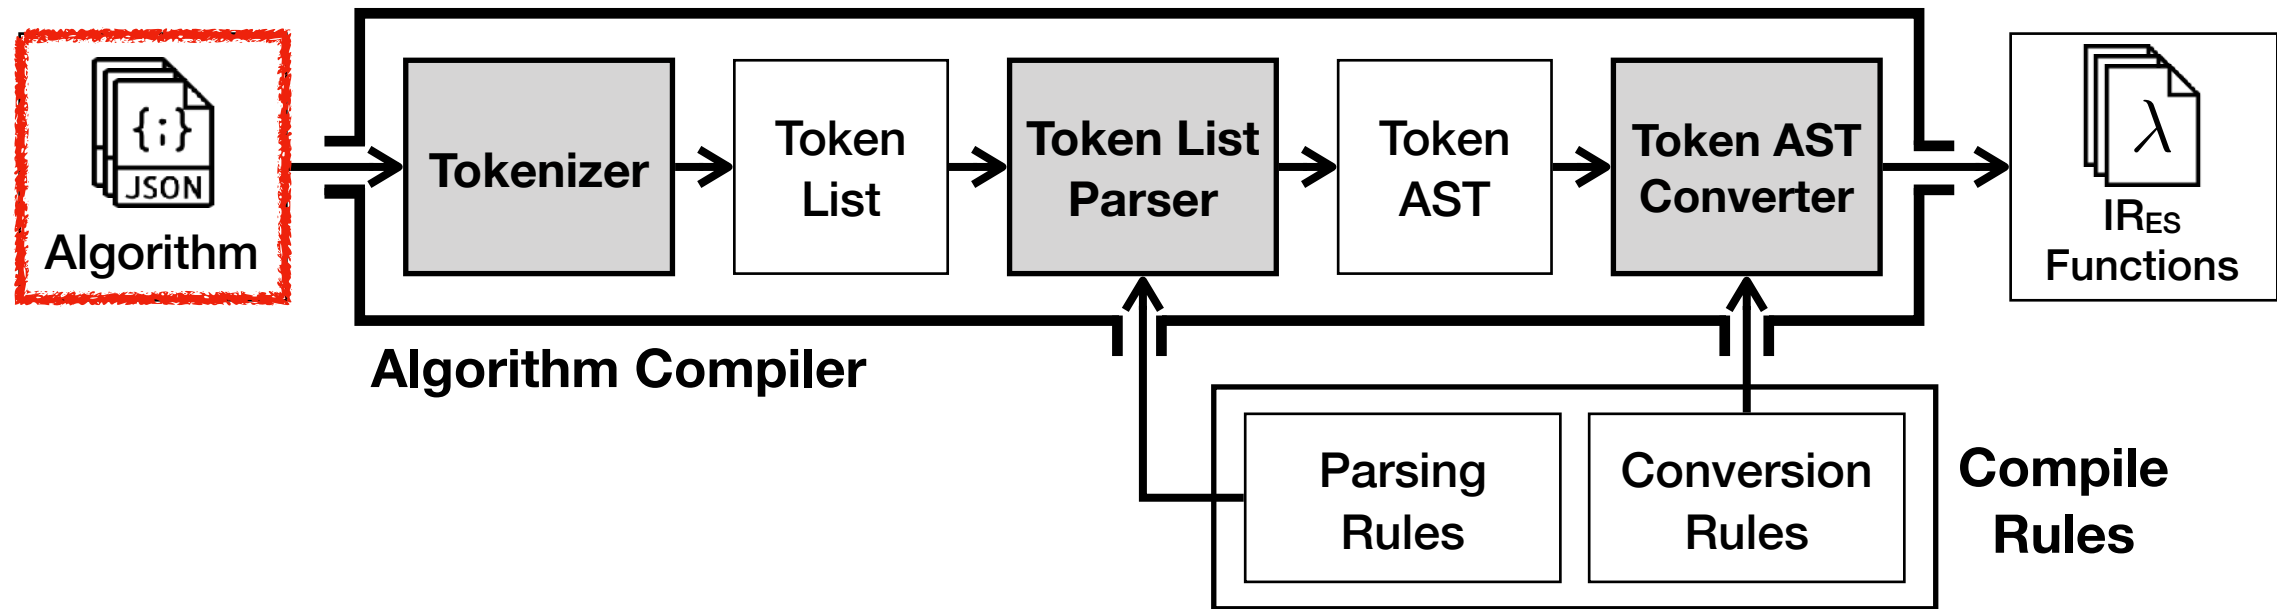 {;}
JSON
Algorithm
Tokenizer
Token
List
Token List
Parser
Token
AST
Token AST
Converter
λ
IRES
Functions
Algorithm Compiler
Parsing
Rules
Conversion
Rules
Compile
Rules